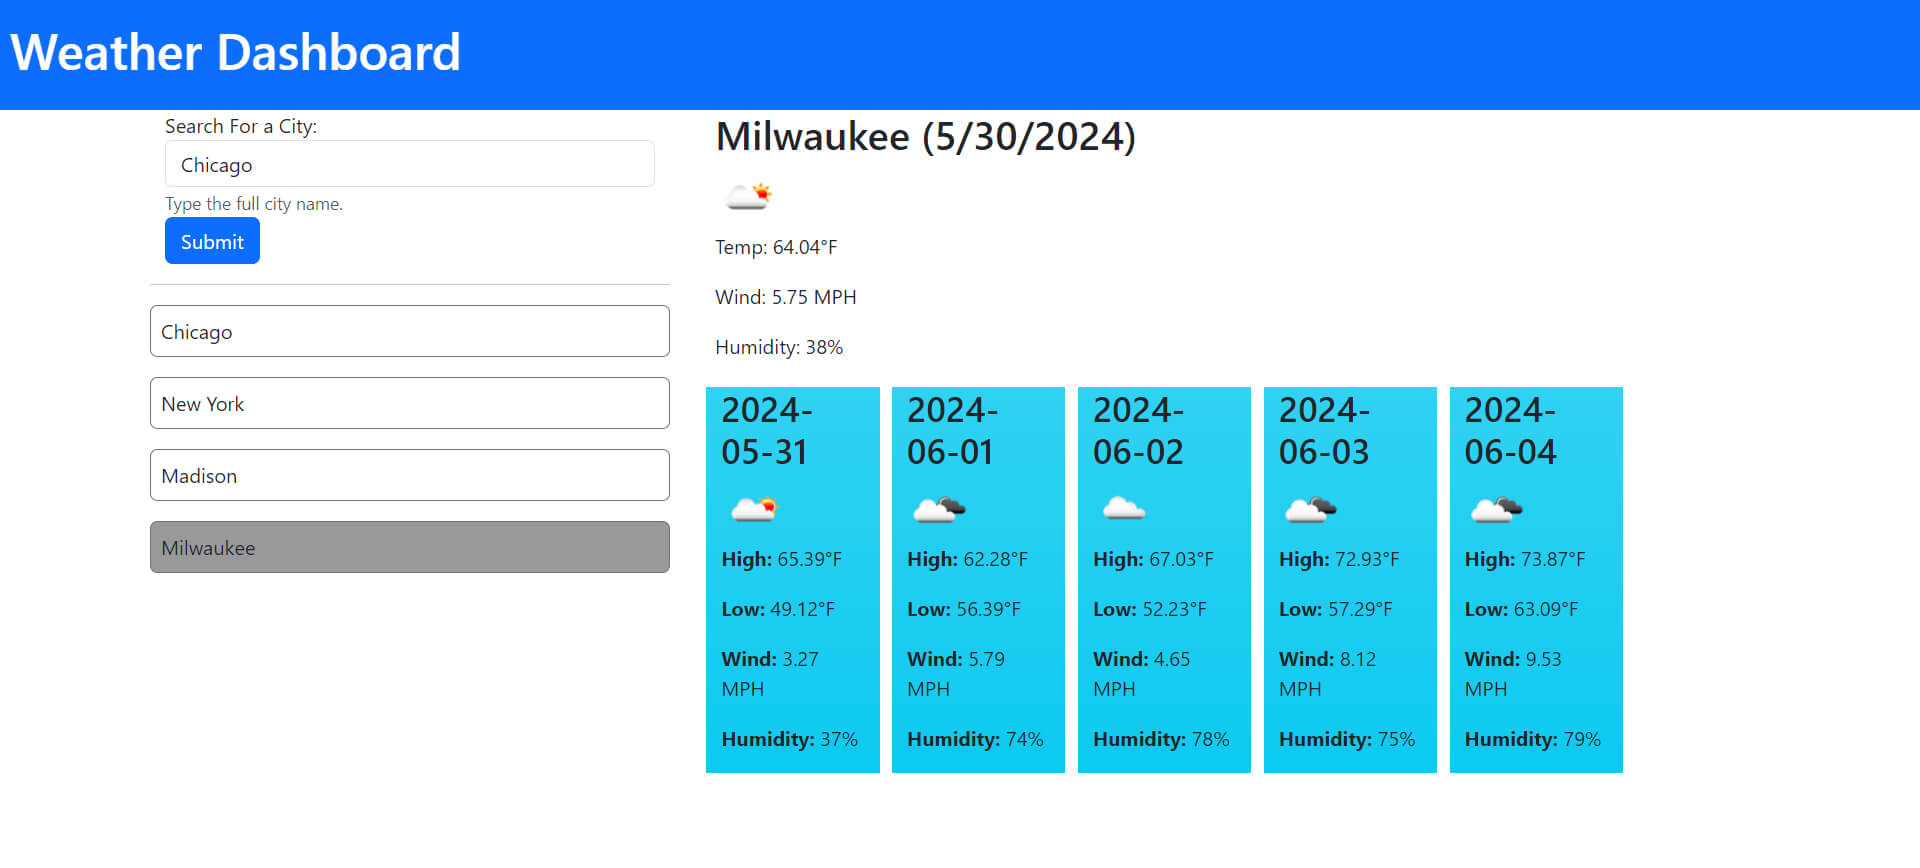 Weather Dashboard
Search For a City:
Chicago
Type the full city name.
Submit
Chicago
New York
Madison
Milwaukee
Milwaukee (5/30/2024)
Temp: 64.04°F
Wind: 5.75 MPH
Humidity: 38%
2024-
05-31
High: 65.39°F
Low: 49.12°F
Wind: 3.27
MPH
Humidity: 37%
2024-
06-01
High: 62.28°F
Low: 56.39°F
Wind: 5.79
MPH
Humidity: 74%
2024-
06-02
High: 67.03°F
Low: 52.23°F
Wind: 4.65
MPH
Humidity: 78%
2024-
06-03
High: 72.93°F
Low: 57.29°F
Wind: 8.12
MPH
Humidity: 75%
2024-
06-04
High: 73.87°F
Low: 63.09°F
Wind: 9.53
MPH
Humidity: 79%